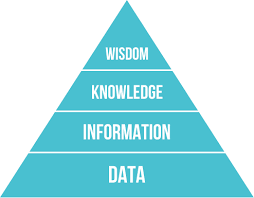 WISDOM
KNOWLEDGE
INFORMATION
DATA